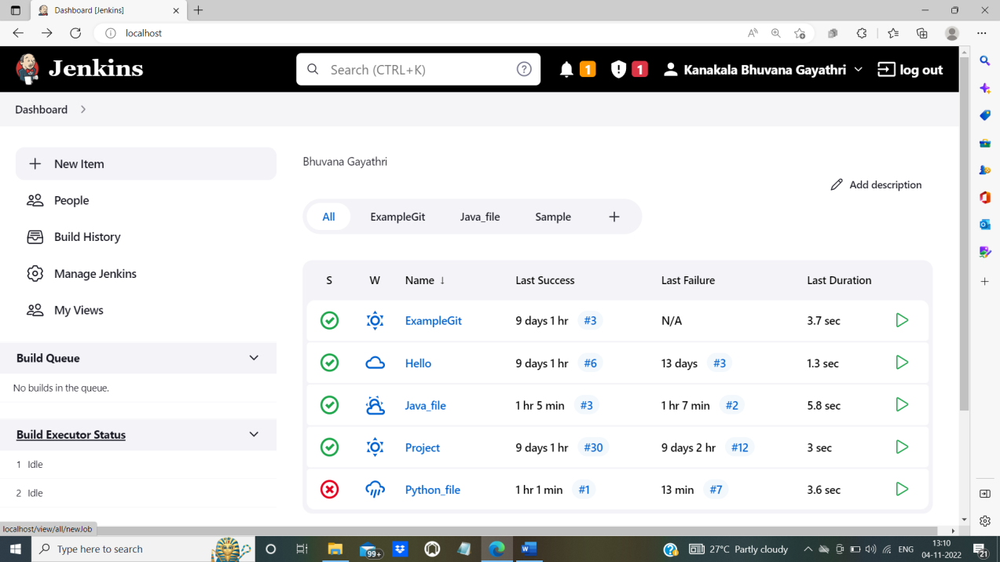 Dashboard [Jenkins]
localhost
Jenkins
Search (CTRL+K)
1
1
Kanakala Bhuvana Gayathri
log out
Dashboard
New Item
People
Build History
Manage Jenkins
My Views
Build Queue
No builds in the queue.
Build Executor Status
1 Idle
2 Idle
Bhuvana Gayathri
Add description
All ExampleGit Java_file Sample
S W Name ↓ Last Success Last Failure Last Duration
ExampleGit 9 days 1 hr #3 N/A 3.7 sec
Hello 9 days 1 hr #6 13 days #3 1.3 sec
Java_file 1 hr 5 min #3 1 hr 7 min #2 5.8 sec
Project 9 days 1 hr #30 9 days 2 hr #12 3 sec
Python_file 1 hr 1 min #1 13 min #7 3.6 sec
localhost/view/all/newJob
Type here to search
99+
27°C Partly cloudy
ENG
13:10
04-11-2022
21